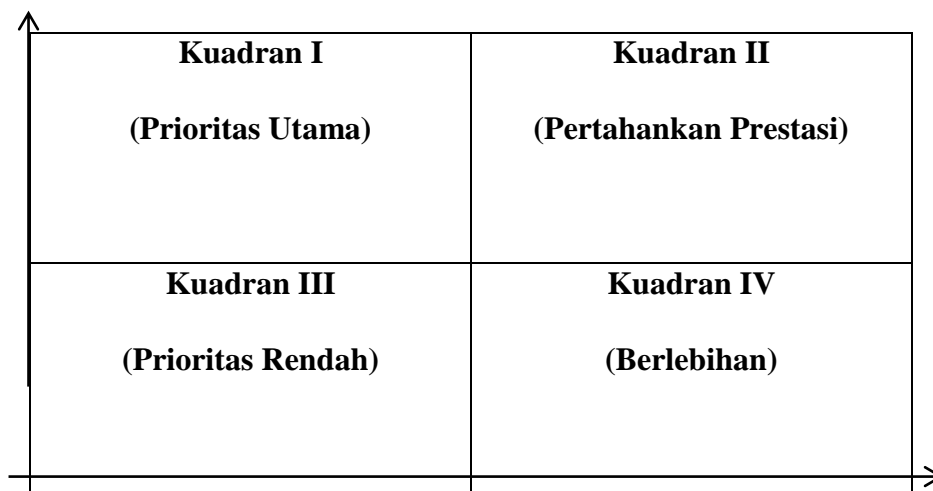 Kuadran I
(Prioritas Utama)
Kuadran II
(Pertahankan Prestasi)
Kuadran III
(Prioritas Rendah)
Kuadran IV
(Berlebihan)